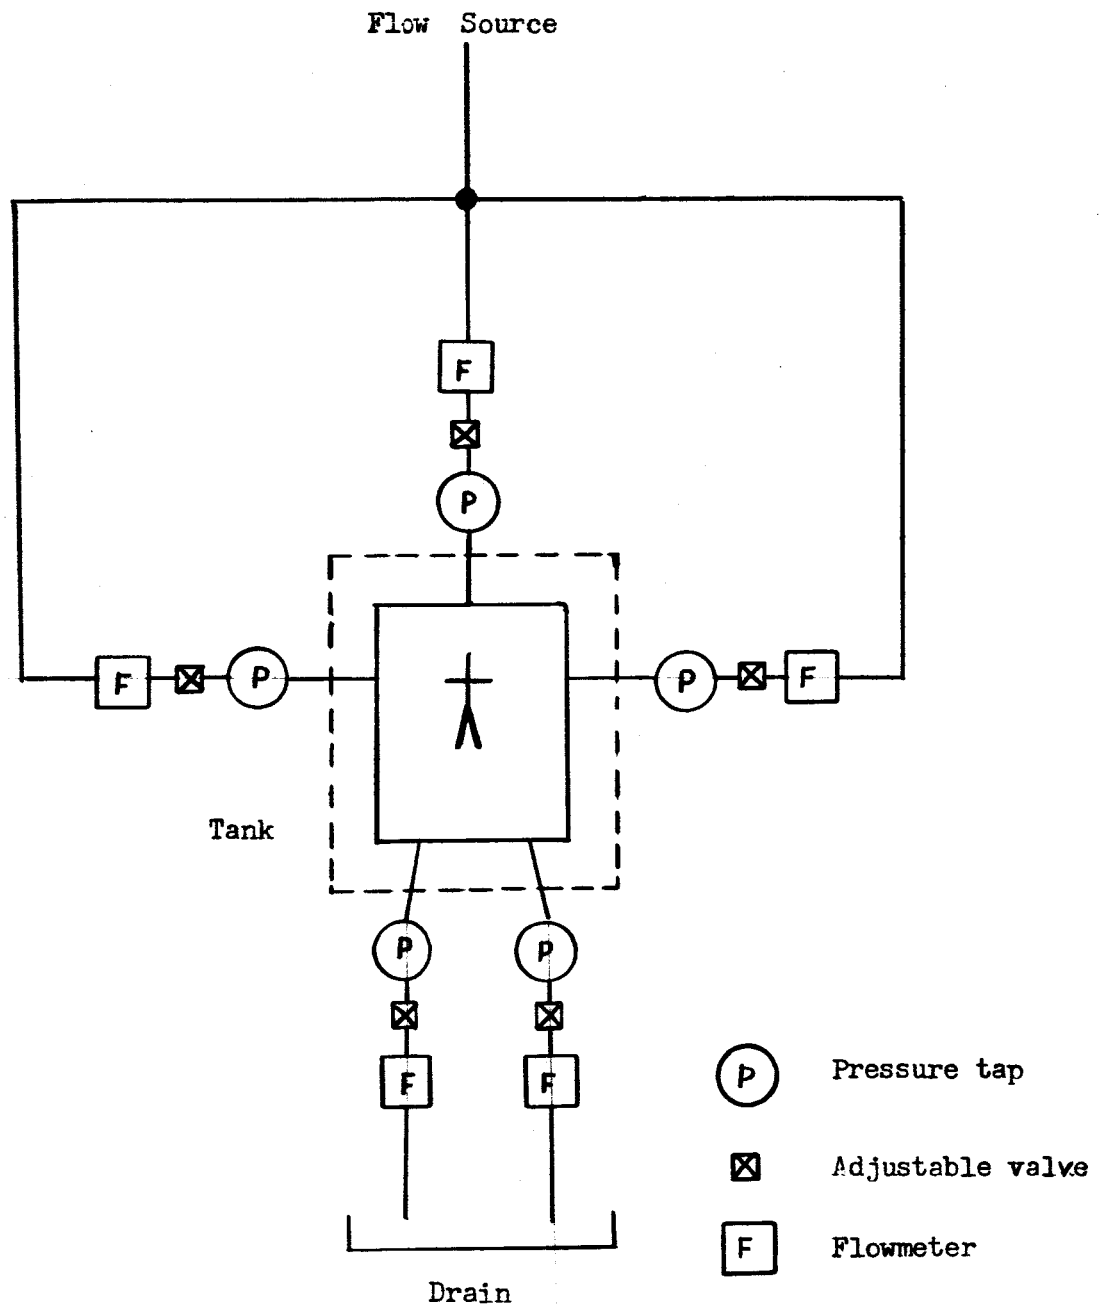 Flow Source
F
P
F
P
P
F
Tank
P
P
F
F
P Pressure tap
Adjustable valve
F Flowmeter
Drain